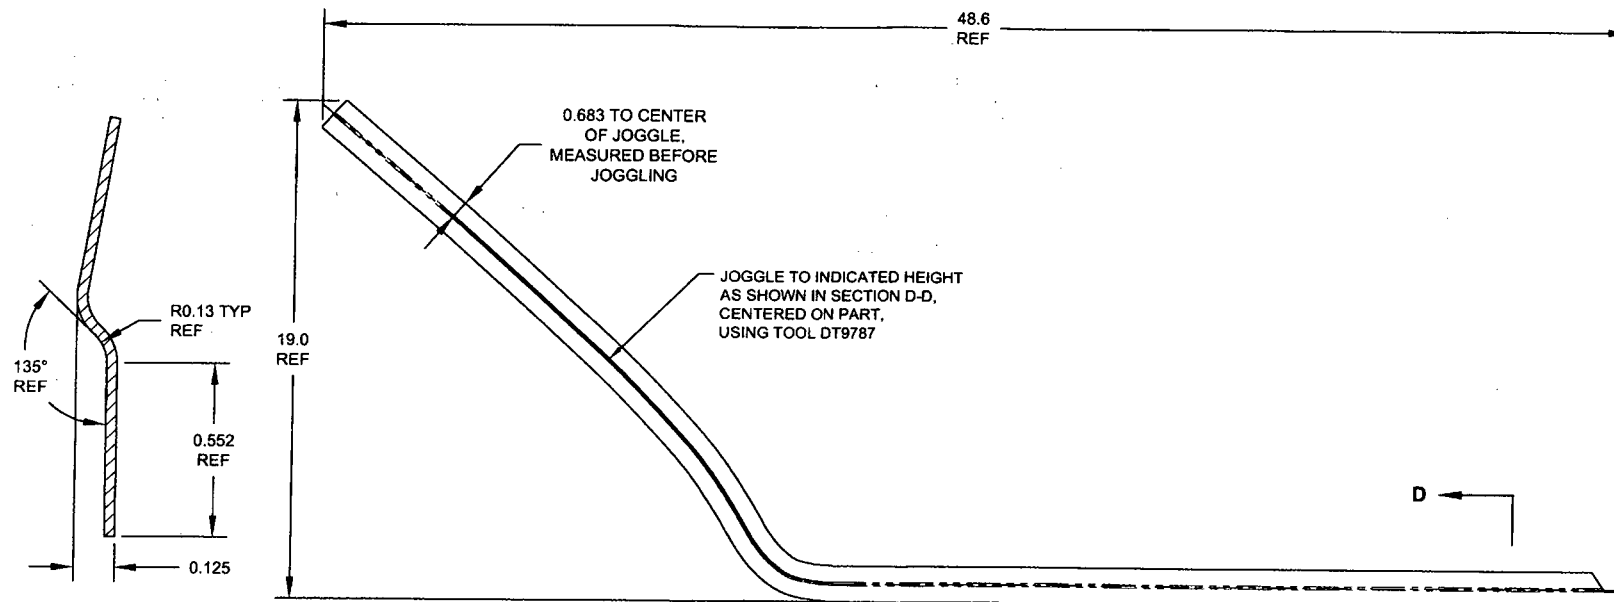 48.6
REF
0.683 TO CENTER
OF JOGGLE,
MEASURED BEFORE
JOGGLING
JOGGLE TO INDICATED HEIGHT
AS SHOWN IN SECTION D-D,
CENTERED ON PART,
USING TOOL DT9787
R0.13 TYP
REF
19.0
REF
135°
REF
0.552
REF
D
0.125